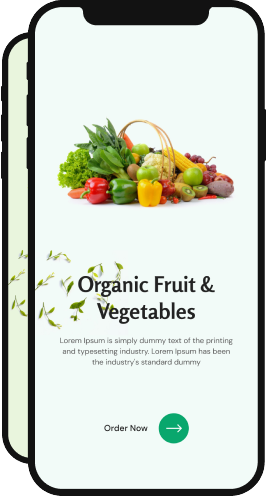 Organic Fruit &
Vegetables
Lorem Ipsum is simply dummy text of the printing
and typesetting industry. Lorem Ipsum has been
the industry's standard dummy
Order Now